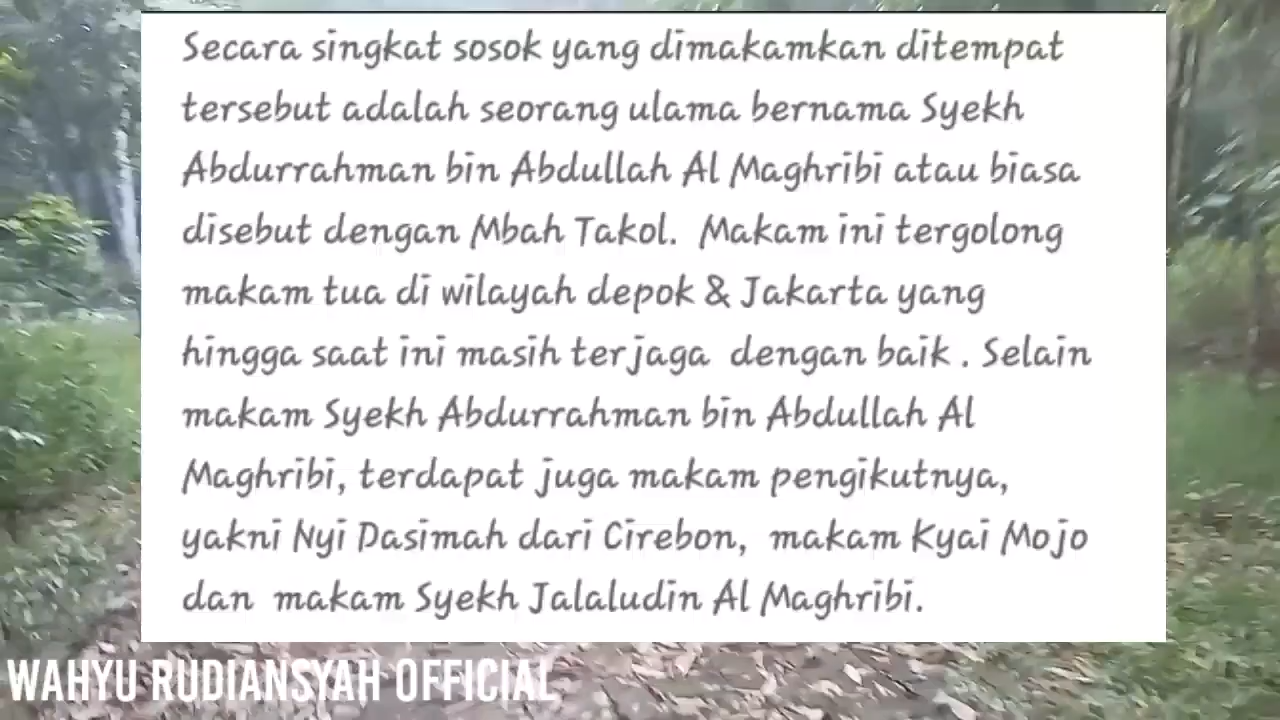 Secara singkat sosok yang dimakamkan ditempat
tersebut adalah seorang ulama bernama Syekh
Abdurrahman bin Abdullah Al Maghribi atau biasa
disebut dengan Mbah Takol. Makam ini tergolong
makam tua di wilayah depok & Jakarta yang
hingga saat ini masih terjaga dengan baik . Selain
makam Syekh Abdurrahman bin Abdullah Al
Maghribi, terdapat juga makam pengikutnya,
yakni Nyi Dasimah dari Cirebon, makam Kyai Mojo
dan makam Syekh Jalaludin Al Maghribi.
WAHYU RUDIANSYAH OFFICIAL